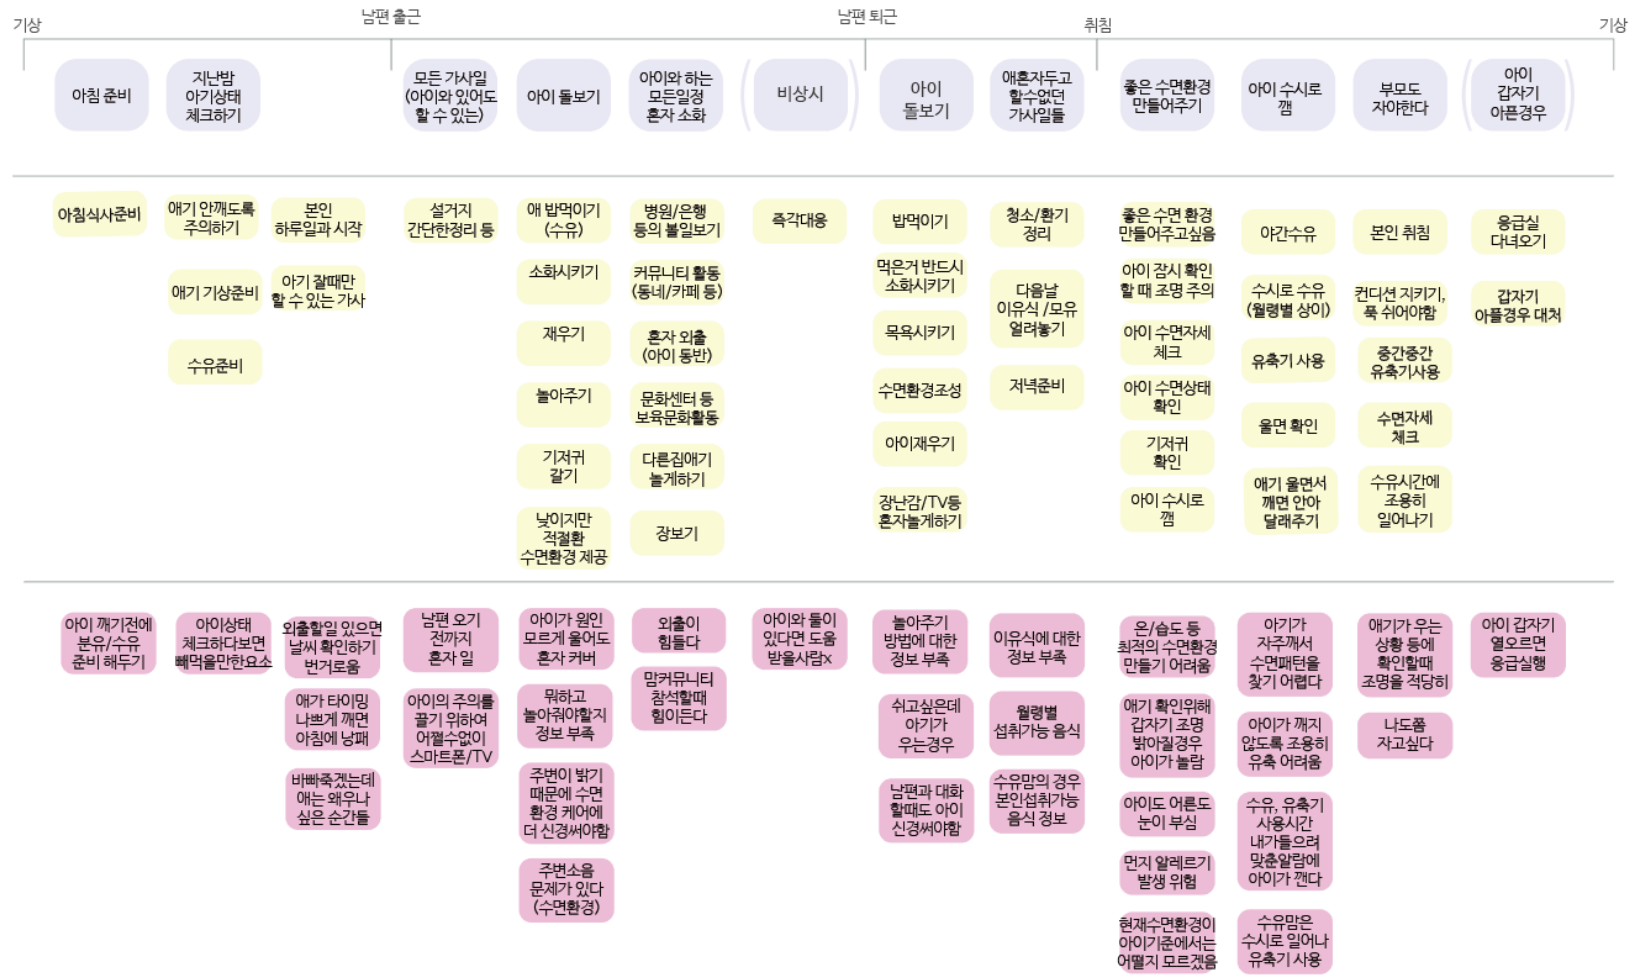 기상
남편 출근
남편 퇴근
취침
기상
아침 준비
지난밤
아기상태
체크하기
모든 가사일
(아이와 있어도
할 수 있는)
아이 돌보기
아이와 하는
모든일정
혼자 소화
비상시
아이
돌보기
애혼자두고
할수없던
가사일들
좋은 수면환경
만들어주기
아이 수시로
깸
부모도
자야한다
아이
갑자기
아픈경우
아침식사준비
애기 안깨도록
주의하기
애기 기상준비
수유준비
본인
하루일과 시작
아기 잘때만
할 수 있는 가사
설거지
간단한정리 등
애 밥먹이기
(수유)
소화시키기
재우기
놀아주기
기저귀
갈기
낮이지만
적절환
수면환경 제공
병원/은행
등의 볼일보기
커뮤니티 활동
(동네/카페 등)
혼자 외출
(아이 동반)
문화센터 등
보육문화활동
다른집애기
놀게하기
장보기
즉각대응
밥먹이기
먹은거 반드시
소화시키기
목욕시키기
수면환경조성
아이재우기
장난감/TV등
혼자놀게하기
청소/환기
정리
다음날
이유식 /모유
얼려놓기
저녁준비
좋은 수면 환경
만들어주고싶음
아이 잠시 확인
할 때 조명 주의
아이 수면자세
체크
아이 수면상태
확인
기저귀
확인
아이 수시로
깸
야간수유
수시로 수유
(월령별 상이)
유축기 사용
울면 확인
애기 울면서
깨면 안아
달래주기
본인 취침
컨디션 지키기,
푹 쉬어야함
중간중간
유축기사용
수면자세
체크
수유시간에
조용히
일어나기
응급실
다녀오기
갑자기
아플경우 대처
아이 깨기전에
분유/수유
준비 해두기
아이상태
체크하다보면
빼먹을만한요소
외출할일 있으면
날씨 확인하기
번거로움
애가 타이밍
나쁘게 깨면
아침에 낭패
바빠죽겠는데
애는 왜우나
싶은 순간들
남편 오기
전까지
혼자 일
아이의 주의를
끌기 위하여
어쩔수없이
스마트폰/TV
아이가 원인
모르게 울어도
혼자 커버
뭐하고
놀아줘야할지
정보 부족
주변이 밝기
때문에 수면
환경 케어에
더 신경써야함
주변소음
문제가 있다
(수면환경)
외출이
힘들다
맘커뮤니티
참석할때
힘이든다
아이와 둘이
있다면 도움
받을사람x
놀아주기
방법에 대한
정보 부족
쉬고싶은데
아기가
우는경우
남편과 대화
할때도 아이
신경써야함
이유식에 대한
정보 부족
월령별
섭취가능 음식
수유맘의 경우
본인섭취가능
음식 정보
온/습도 등
최적의 수면환경
만들기 어려움
애기 확인위해
갑자기 조명
밝아질경우
아이가 놀람
아이도 어른도
눈이 부심
먼지 알레르기
발생 위험
현재수면환경이
아이기준에서는
어떨지 모르겠음
아기가
자주깨서
수면패턴을
찾기 어렵다
아이가 깨지
않도록 조용히
유축 어려움
수유, 유축기
사용시간
내가들으려
맞춘알람에
아이가 깬다
수유맘은
수시로 일어나
유축기 사용
애기가 우는
상황 등에
확인할때
조명을 적당히
나도쫌
자고싶다
아이 갑자기
열오르면
응급실행